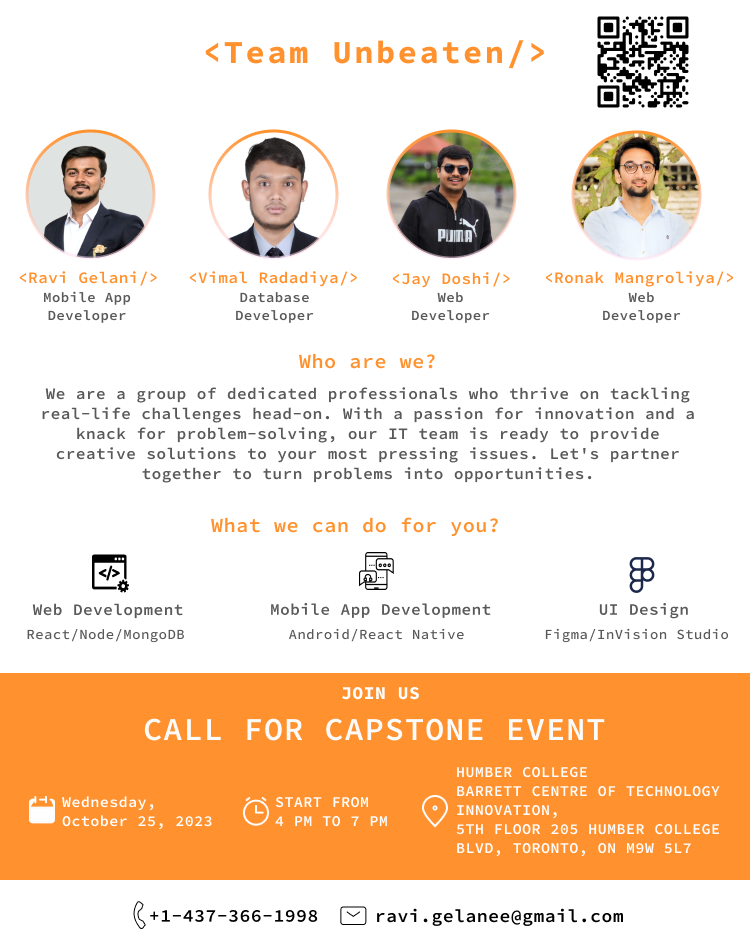 <Team Unbeaten/>
<Ravi Gelani/>
Mobile App
Developer
<Vimal Radadiya/>
Database
Developer
<Jay Doshi/>
Web
Developer
<Ronak Mangroliya/>
Web
Developer
PUMA
Who are we?
We are a group of dedicated professionals who thrive on tackling
real-life challenges head-on. With a passion for innovation and a
knack for problem-solving, our IT team is ready to provide
creative solutions to your most pressing issues. Let's partner
together to turn problems into opportunities.
What we can do for you?
</>
Web Development
React/Node/MongoDB
Mobile App Development
Android/React Native
UI Design
Figma/InVision Studio
JOIN US
CALL FOR CAPSTONE EVENT
Wednesday,
October 25, 2023
START FROM
4 PM TO 7 PM
HUMBER COLLEGE
BARRETT CENTRE OF TECHNOLOGY
INNOVATION,
5TH FLOOR 205 HUMBER COLLEGE
BLVD, TORONTO, ON M9W 5L7
+1-437-366-1998
ravi.gelanee@gmail.com